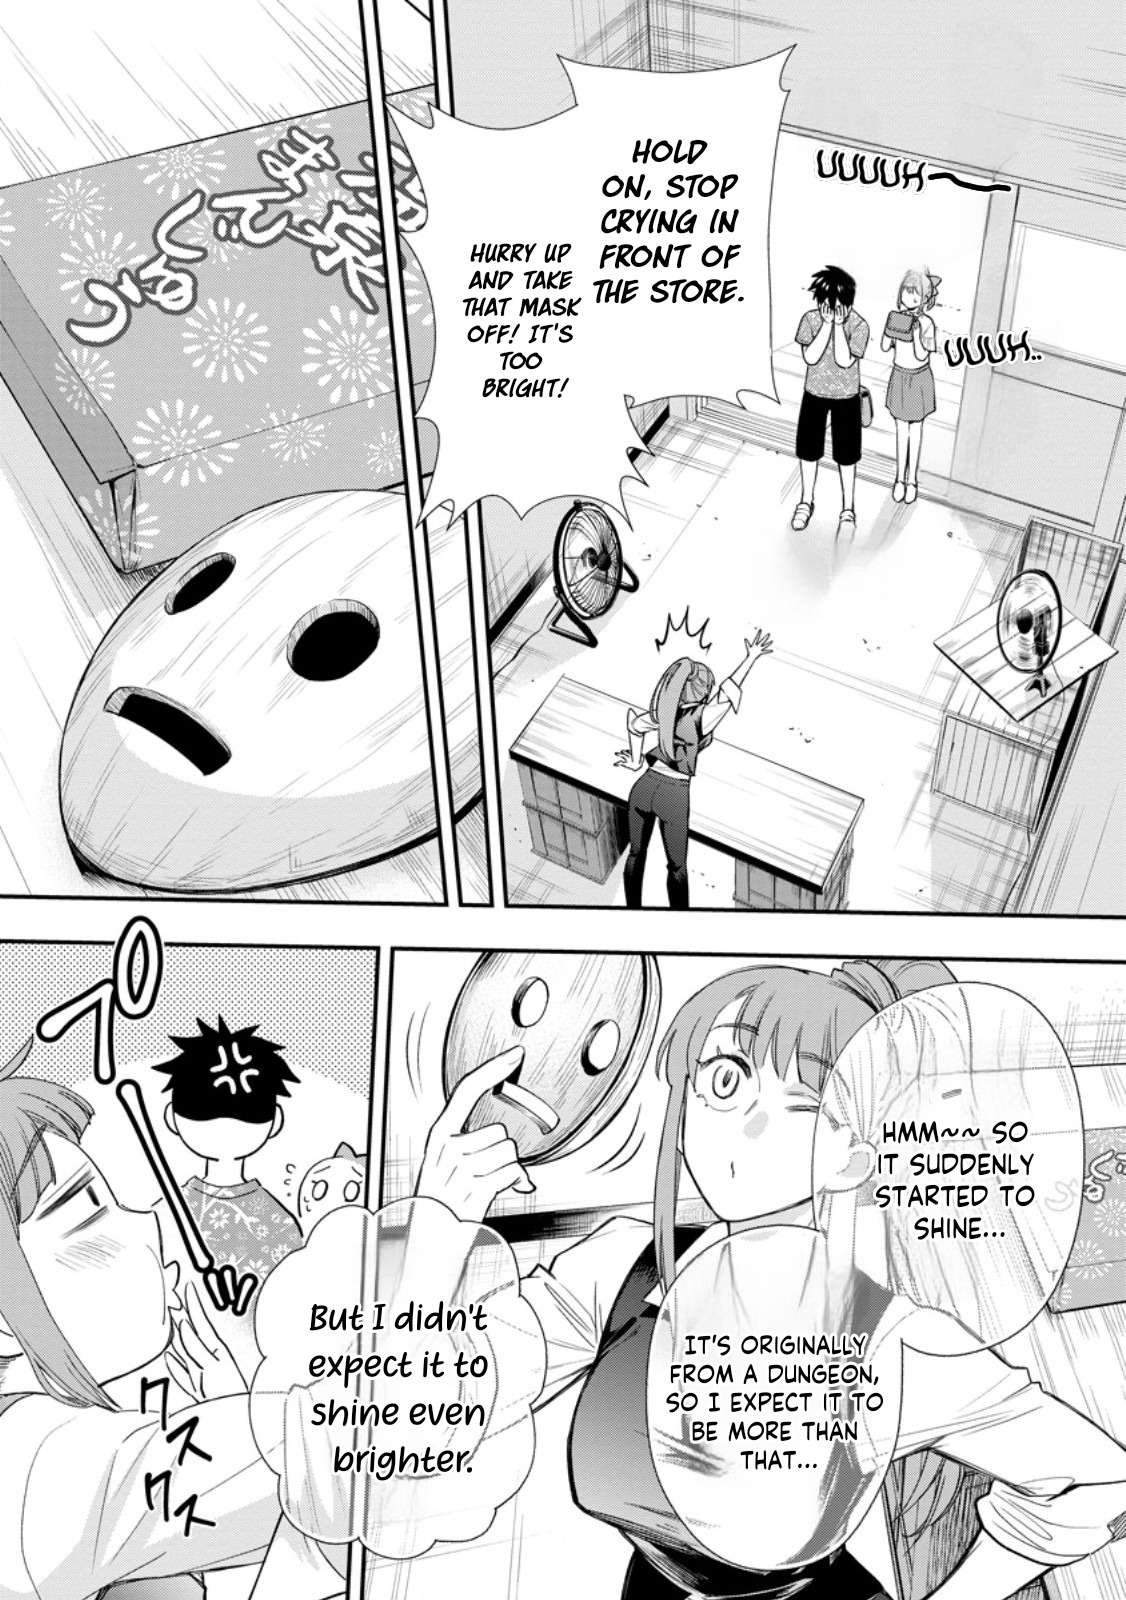 UUUUH
HOLD
ON, STOP
CRYING IN
FRONT OF
THE STORE.
HURRY UP
AND TAKE
THAT MASK
OFF! IT'S
TOO
BRIGHT!
UUUH..
HMM~~ SO
IT SUDDENLY
STARTED TO
SHINE...
IT'S ORIGINALLY
FROM A DUNGEON,
SO I EXPECT IT TO
BE MORE THAN
THAT...
But I didn't
expect it to
shine even
brighter.
プーッ
クス
クス